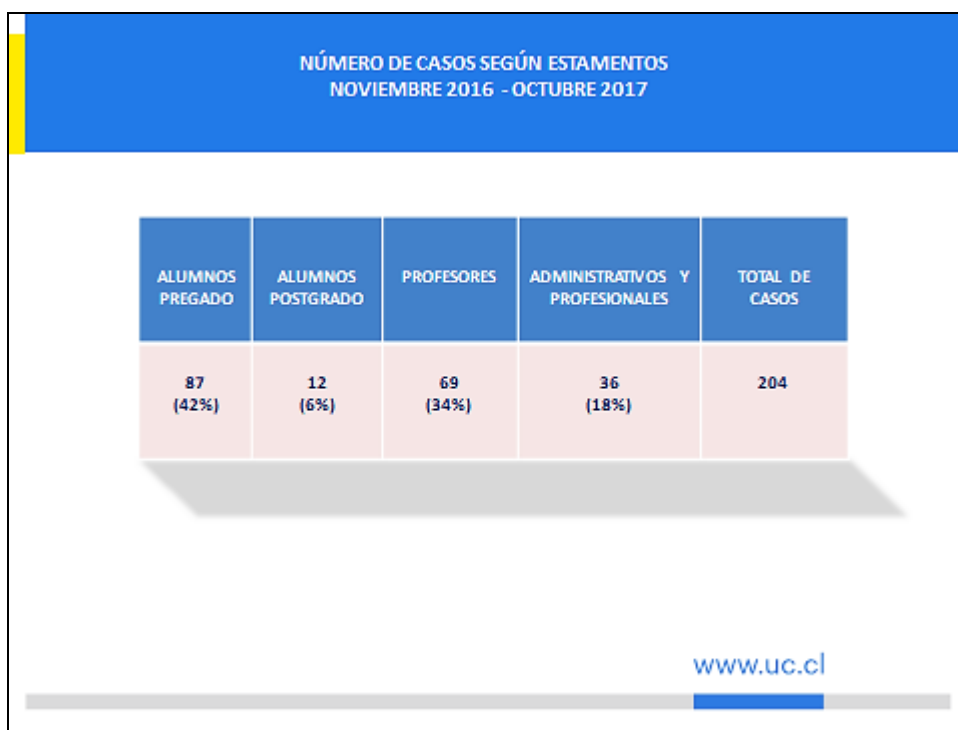 NÚMERO DE CASOS SEGÚN ESTAMENTOS
NOVIEMBRE 2016 - OCTUBRE 2017
ALUMNOS PREGADO
ALUMNOS POSTGRADO
PROFESORES
ADMINISTRATIVOS Y PROFESIONALES
TOTAL DE CASOS
87 (42%)
12 (6%)
69 (34%)
36 (18%)
204
www.uc.cl